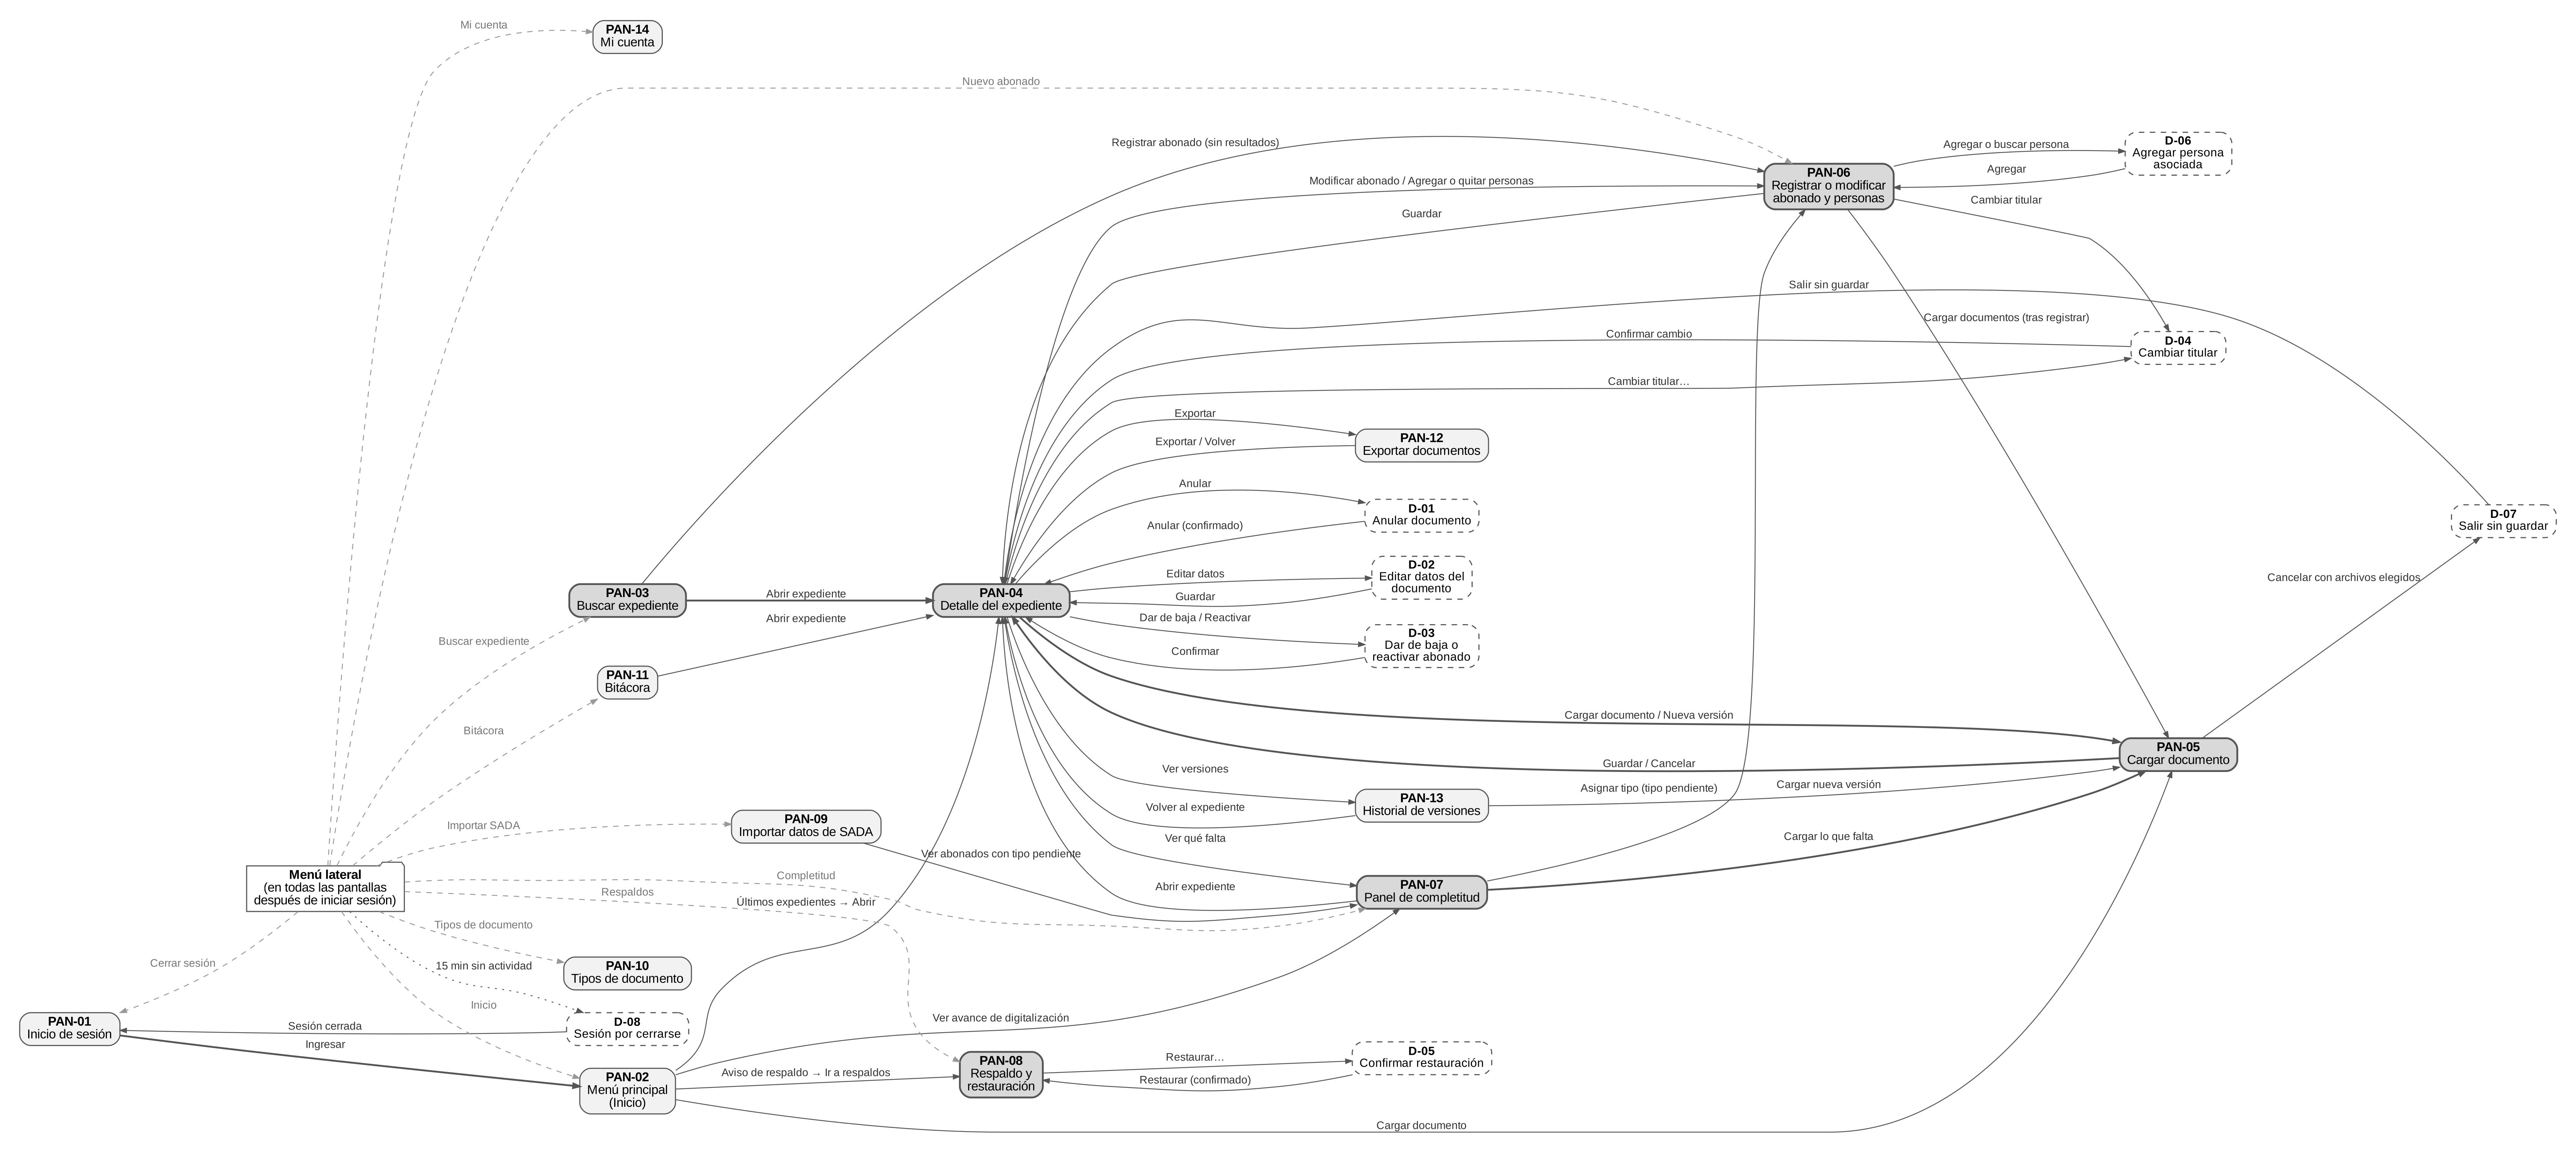 Mi cuenta
PAN-14
Mi cuenta
Nuevo abonado
Registrar abonado (sin resultados)
Modificar abonado / Agregar o quitar personas
Guardar
PAN-06
Registrar o modificar
abonado y personas
Agregar o buscar persona
Agregar
Cambiar titular
D-06
Agregar persona
asociada
Salir sin guardar
Cargar documentos (tras registrar)
Confirmar cambio
D-04
Cambiar titular
Cambiar titular…
Exportar
Exportar / Volver
PAN-12
Exportar documentos
Anular
Anular (confirmado)
D-01
Anular documento
D-07
Salir sin guardar
Cancelar con archivos elegidos
PAN-03
Buscar expediente
Abrir expediente
Abrir expediente
PAN-04
Detalle del expediente
Editar datos
Guardar
D-02
Editar datos del
documento
Dar de baja / Reactivar
Confirmar
D-03
Dar de baja o
reactivar abonado
Buscar expediente
PAN-11
Bitácora
Bitácora
Cargar documento / Nueva versión
Guardar / Cancelar
PAN-05
Cargar documento
Ver versiones
Volver al expediente
PAN-13
Historial de versiones
Asignar tipo (tipo pendiente)
Cargar nueva versión
Importar SADA
PAN-09
Importar datos de SADA
Ver abonados con tipo pendiente
Ver qué falta
Cargar lo que falta
Menú lateral
(en todas las pantallas
después de iniciar sesión)
Completitud
Respaldos
Últimos expedientes → Abrir
Abrir expediente
PAN-07
Panel de completitud
Tipos de documento
PAN-10
Tipos de documento
Cerrar sesión
15 min sin actividad
Inicio
PAN-01
Inicio de sesión
Sesión cerrada
Ingresar
D-08
Sesión por cerrarse
Ver avance de digitalización
PAN-02
Menú principal
(Inicio)
Aviso de respaldo → Ir a respaldos
PAN-08
Respaldo y
restauración
Restaurar…
Restaurar (confirmado)
D-05
Confirmar restauración
Cargar documento